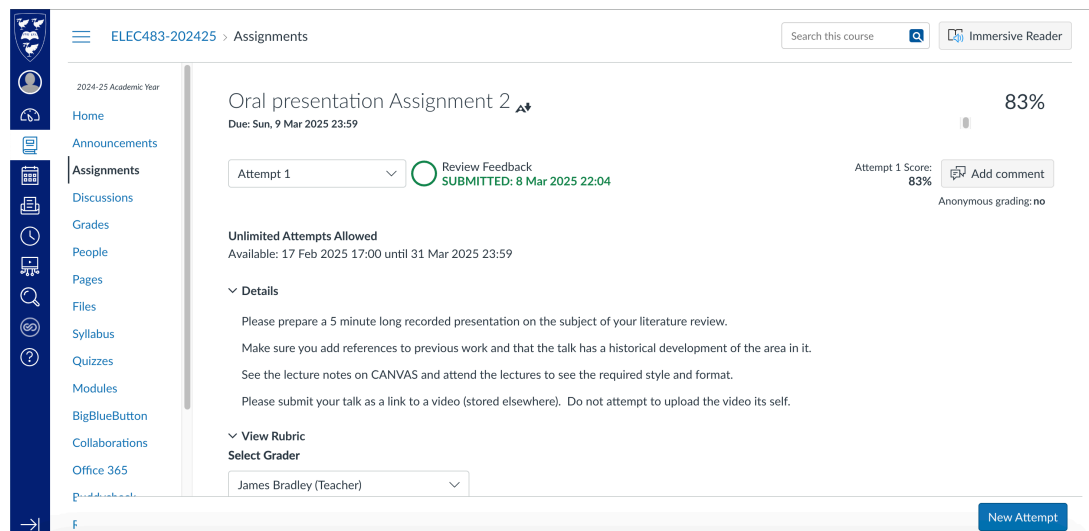 ELEC483-202425 > Assignments
Search this course
Immersive Reader
2024-25 Academic Year
Home
Announcements
Assignments
Discussions
Grades
People
Pages
Files
Syllabus
Quizzes
Modules
BigBlueButton
Collaborations
Office 365
Oral presentation Assignment 2
83%
Due: Sun, 9 Mar 2025 23:59
Attempt 1
Review Feedback
SUBMITTED: 8 Mar 2025 22:04
Attempt 1 Score:
83%
Add comment
Anonymous grading: no
Unlimited Attempts Allowed
Available: 17 Feb 2025 17:00 until 31 Mar 2025 23:59
Details
Please prepare a 5 minute long recorded presentation on the subject of your literature review.
Make sure you add references to previous work and that the talk has a historical development of the area in it.
See the lecture notes on CANVAS and attend the lectures to see the required style and format.
Please submit your talk as a link to a video (stored elsewhere). Do not attempt to upload the video its self.
View Rubric
Select Grader
James Bradley (Teacher)
New Attempt